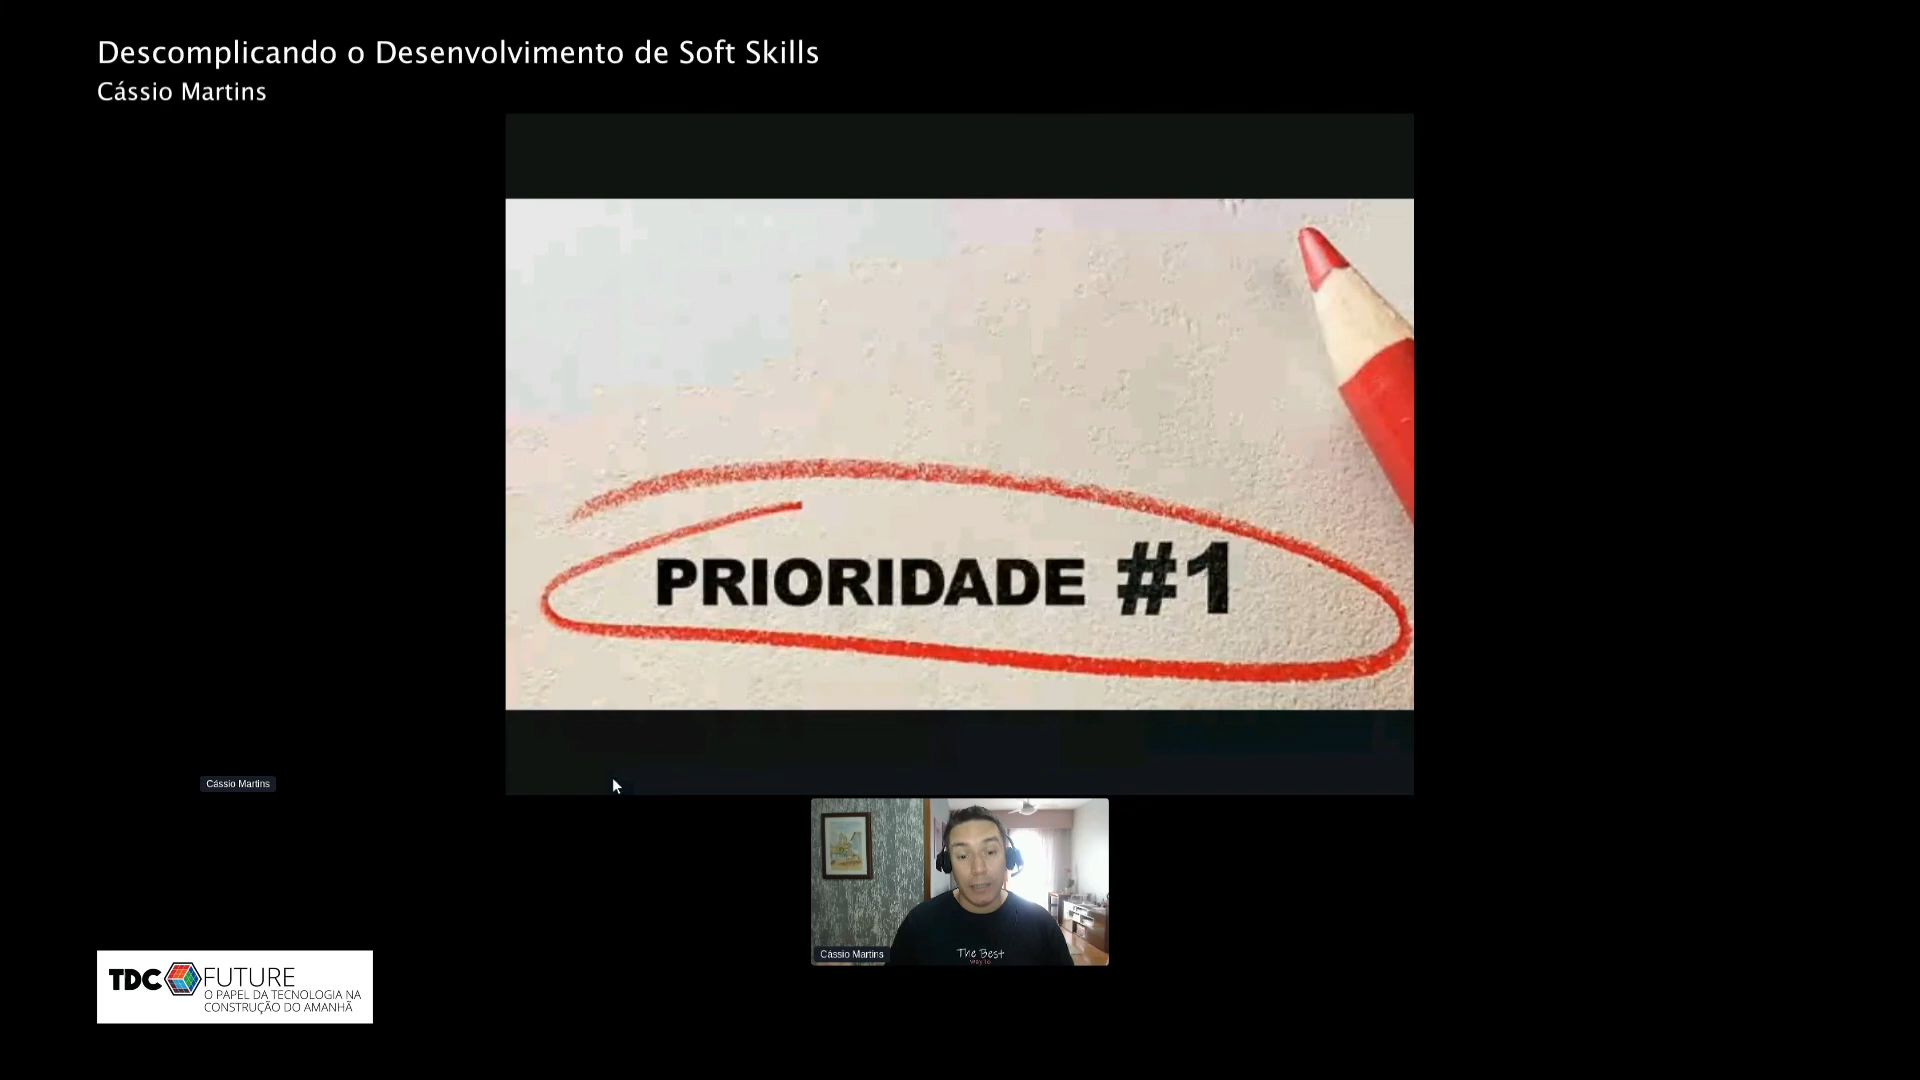 Descomplicando o Desenvolvimento de Soft Skills
Cássio Martins
PRIORIDADE #1
Cássio Martins
Cássio Martins
The Best
TDC FUTURE
O PAPEL DA TECNOLOGIA NA
CONSTRUÇÃO DO AMANHÃ